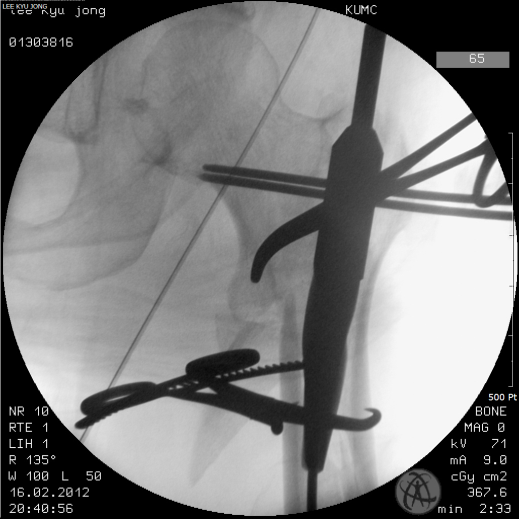 LEE KYU JONG
lee kyu jong
KUMC
01303816
65
500 Pt
NR 10
RTE 1
LIH 1
R 135°
W 100 L 50
16.02.2012
20:40:56
BONE
MAG 0
kV 71
mA 9.0
cGy cm2
367.6
min 2:33